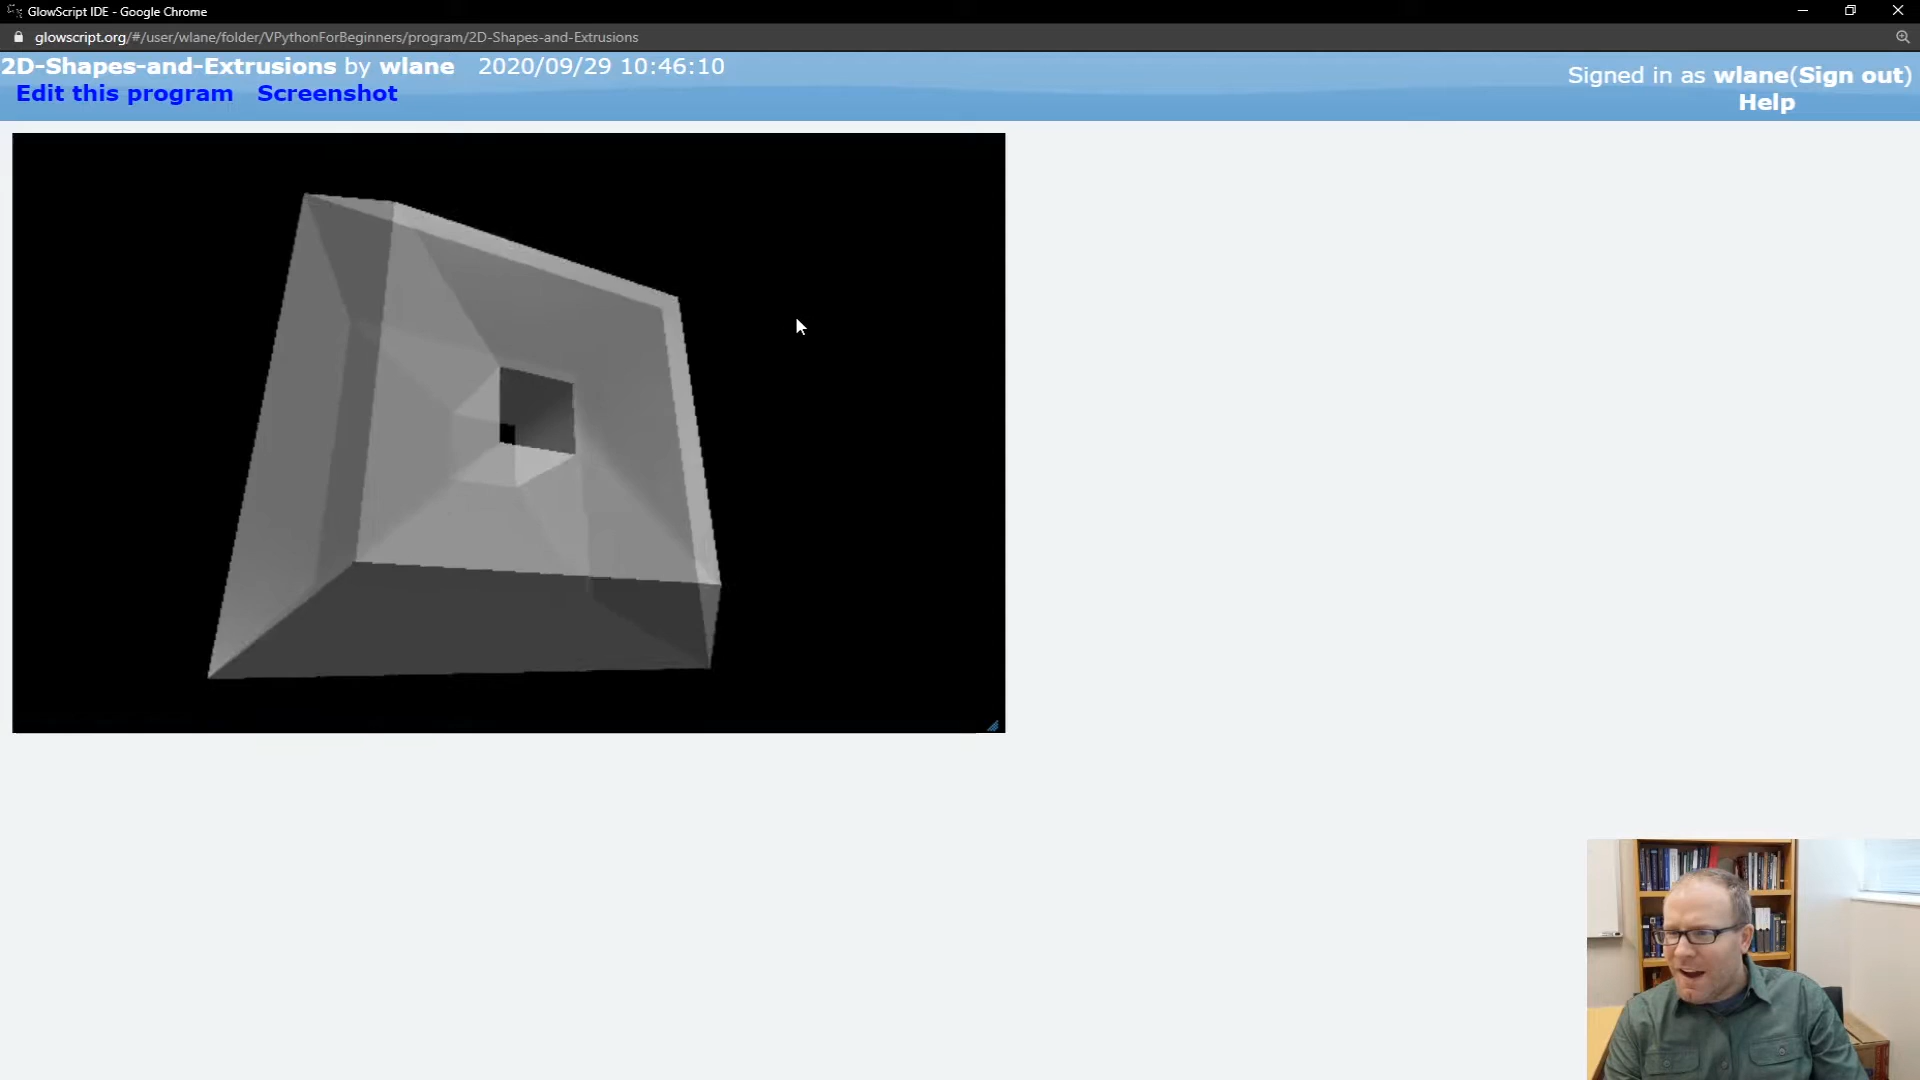 GlowScript IDE - Google Chrome
glowscript.org/#/user/wlane/folder/VPythonForBeginners/program/2D-Shapes-and-Extrusions
2D-Shapes-and-Extrusions by wlane 2020/09/29 10:46:10
Signed in as wlane(Sign out)
Edit this program Screenshot
Help